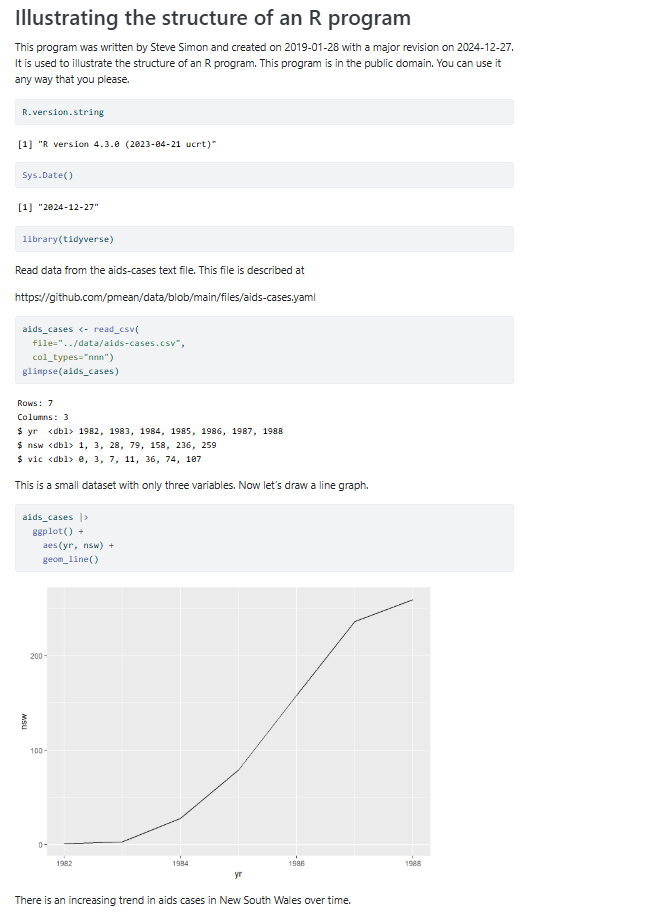 Illustrating the structure of an R program
This program was written by Steve Simon and created on 2019-01-28 with a major revision on 2024-12-27.
It is used to illustrate the structure of an R program. This program is in the public domain. You can use it
any way that you please.
R.version.string
[1] "R version 4.3.0 (2023-04-21 ucrt)"
Sys.Date()
[1] "2024-12-27"
library(tidyverse)
Read data from the aids-cases text file. This file is described at
https://github.com/pmean/data/blob/main/files/aids-cases.yaml
aids_cases <- read_csv(
  file="../data/aids-cases.csv",
  col_types="nnn")
glimpse(aids_cases)
Rows: 7
Columns: 3
$ yr  <dbl> 1982, 1983, 1984, 1985, 1986, 1987, 1988
$ nsw <dbl> 1, 3, 28, 79, 158, 236, 259
$ vic <dbl> 0, 3, 7, 11, 36, 74, 107
This is a small dataset with only three variables. Now let's draw a line graph.
aids_cases |>
  ggplot() +
    aes(yr, nsw) +
    geom_line()
200
nsw
100
0
1982 1984 1986 1988
yr
There is an increasing trend in aids cases in New South Wales over time.